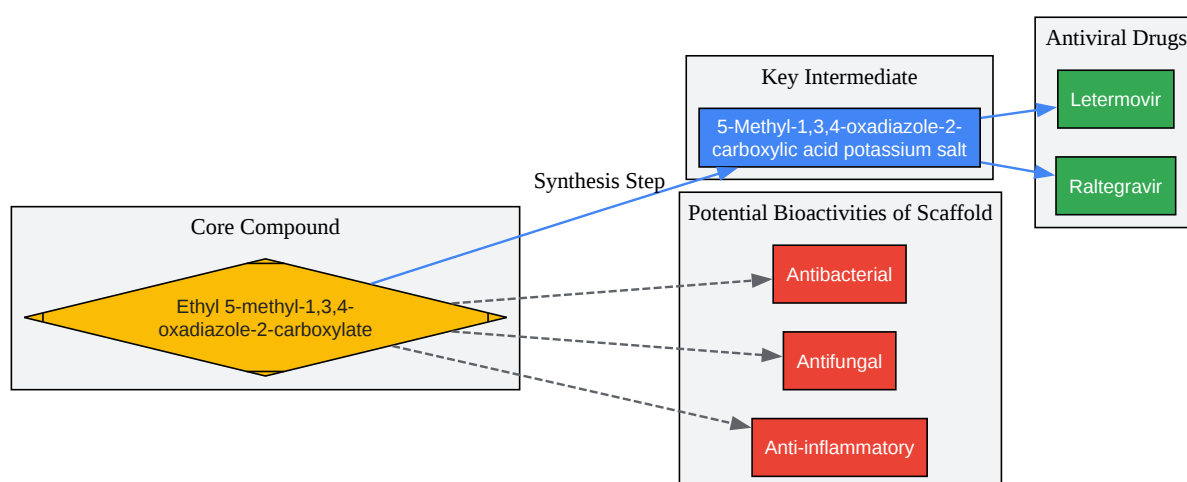 Antiviral Drugs
Key Intermediate
Letermovir
5-Methyl-1,3,4-oxadiazole-2-
carboxylic acid potassium salt
Raltegravir
Synthesis Step
Core Compound
Potential Bioactivities of Scaffold
Ethyl 5-methyl-1,3,4-
oxadiazole-2-carboxylate
Antibacterial
Antifungal
Anti-inflammatory